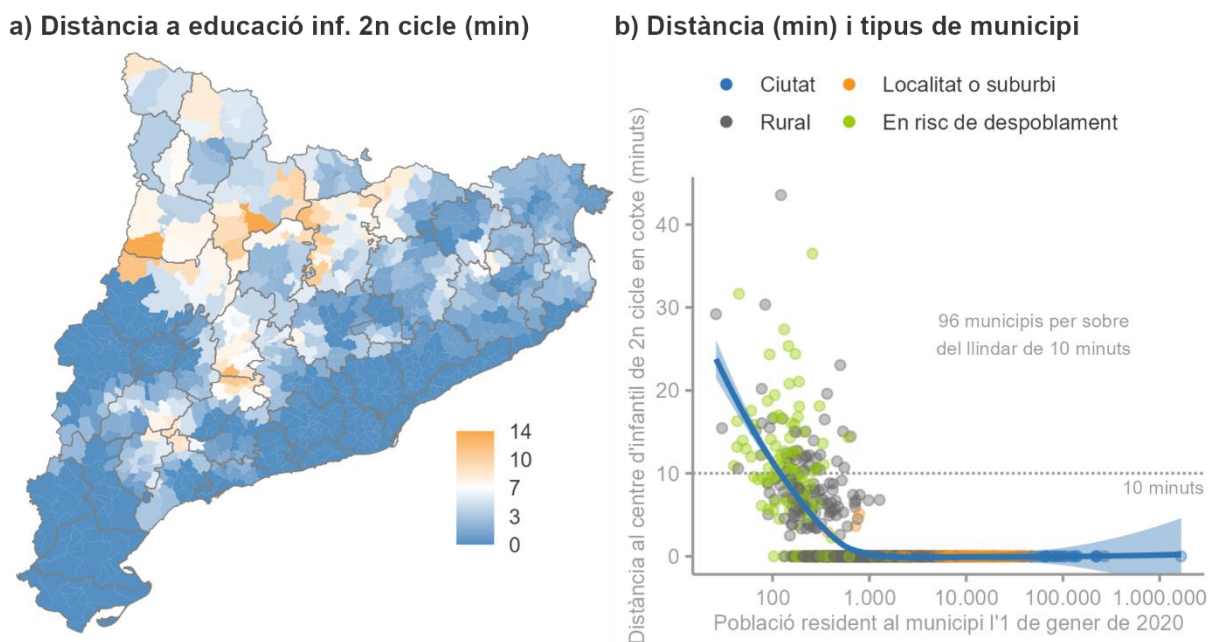 a) Distància a educació inf. 2n cicle (min)
14
10
7
3
0
b) Distància (min) i tipus de municipi
Ciutat
Localitat o suburbi
Rural
En risc de despoblament
Distància al centre d'infantil de 2n cicle en cotxe (minuts)
40
30
20
10
0
96 municipis per sobre
del llindar de 10 minuts
10 minuts
100
1.000
10.000
100.000
1.000.000
Població resident al municipi l'1 de gener de 2020